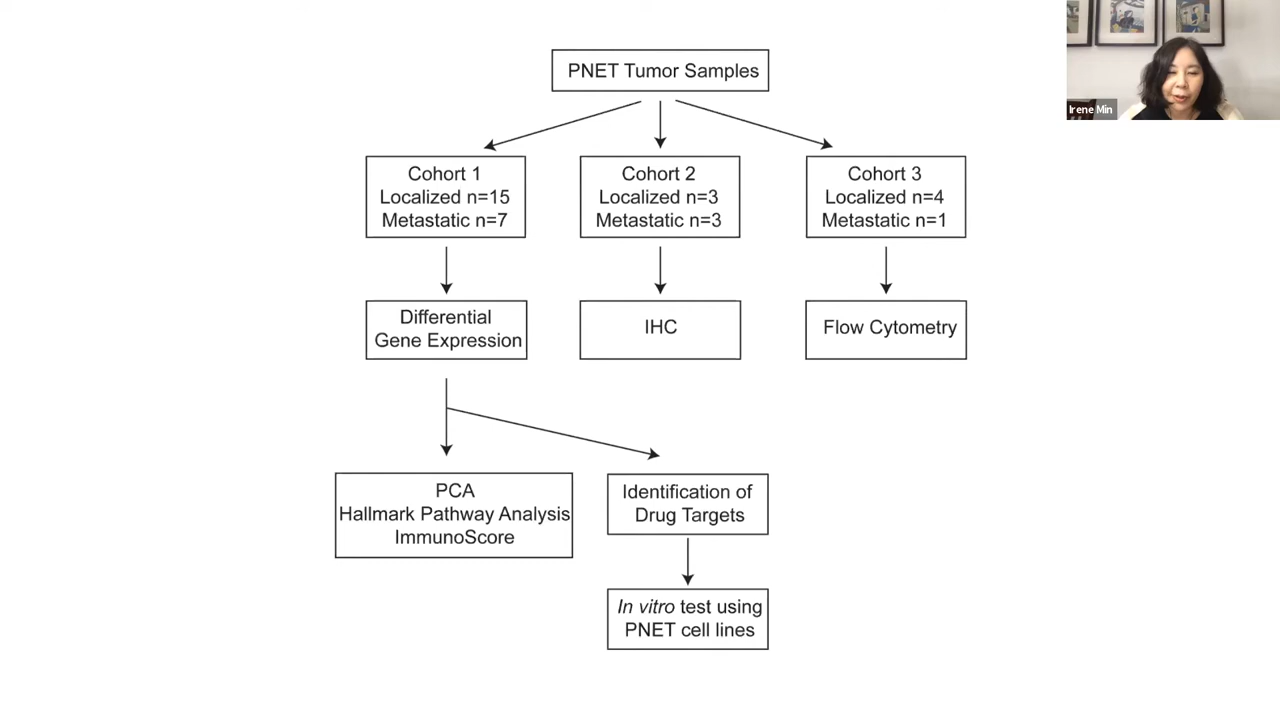 PNET Tumor Samples
Irene Min
Cohort 1
Localized n=15
Metastatic n=7
Cohort 2
Localized n=3
Metastatic n=3
Cohort 3
Localized n=4
Metastatic n=1
Differential
Gene Expression
IHC
Flow Cytometry
PCA
Hallmark Pathway Analysis
ImmunoScore
Identification of
Drug Targets
In vitro test using
PNET cell lines